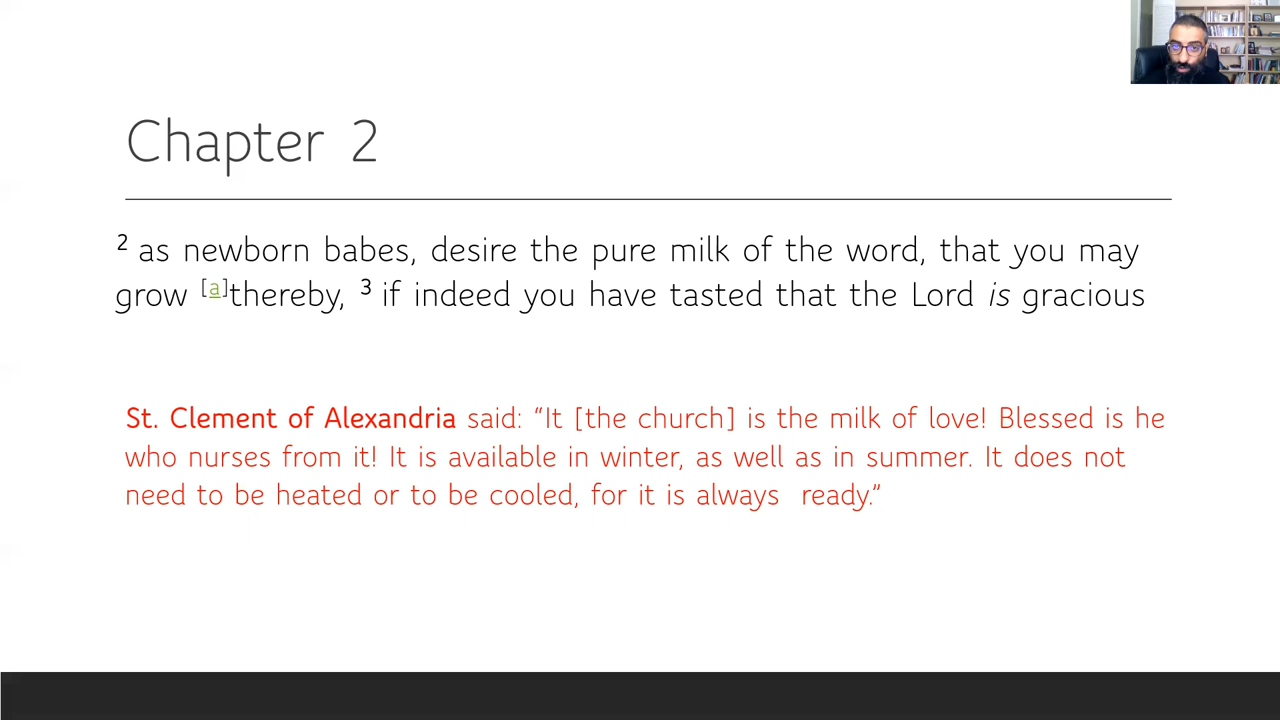 Chapter 2
2 as newborn babes, desire the pure milk of the word, that you may
grow [a]thereby, 3 if indeed you have tasted that the Lord is gracious
St. Clement of Alexandria said: “It [the church] is the milk of love! Blessed is he
who nurses from it! It is available in winter, as well as in summer. It does not
need to be heated or to be cooled, for it is always ready.”